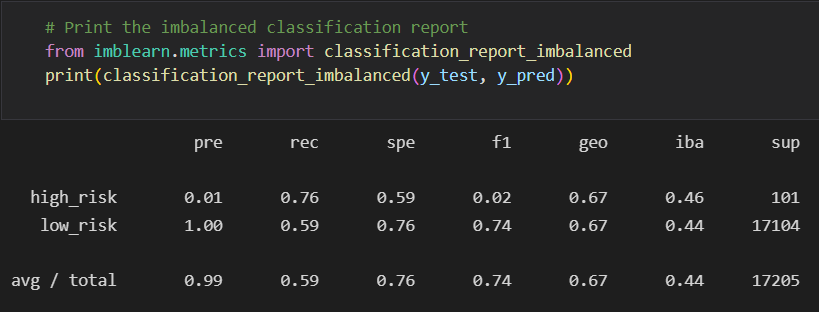 # Print the imbalanced classification report
from imblearn.metrics import classification_report_imbalanced
print(classification_report_imbalanced(y_test, y_pred))
pre rec spe f1 geo iba sup
high_risk 0.01 0.76 0.59 0.02 0.67 0.46 101
low_risk 1.00 0.59 0.76 0.74 0.67 0.44 17104
avg / total 0.99 0.59 0.76 0.74 0.67 0.44 17205